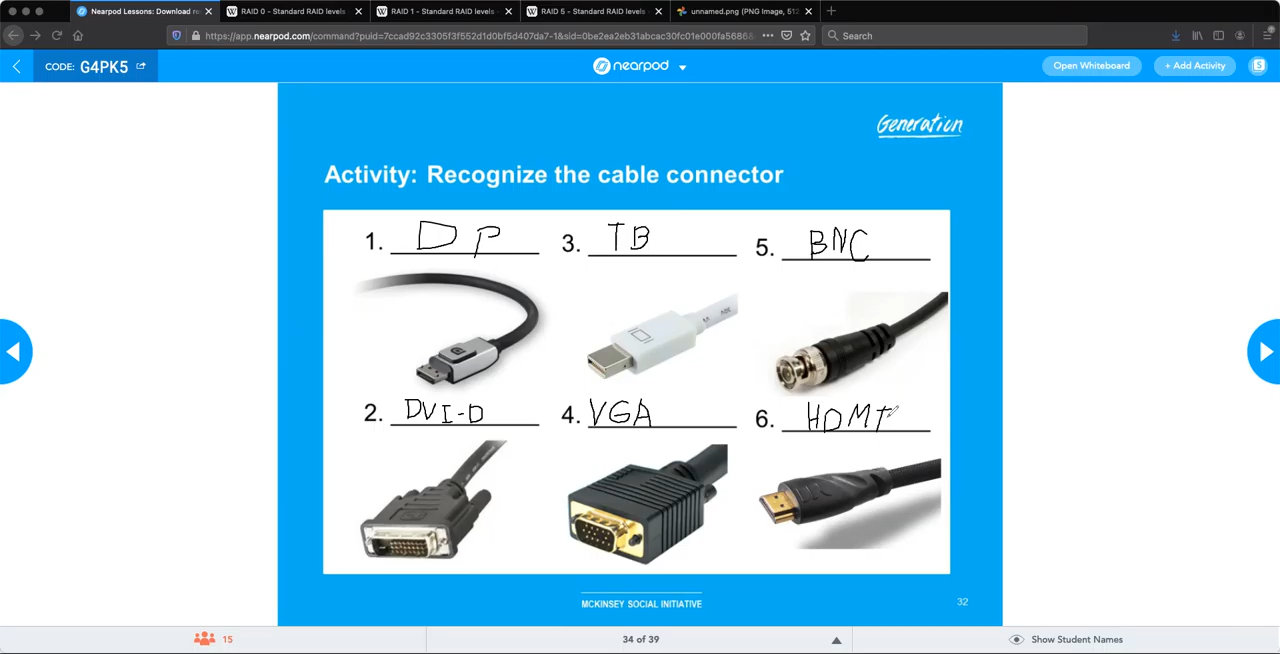 Nearpod Lessons: Download re
RAID 0 - Standard RAID levels
RAID 1 - Standard RAID levels
RAID 5 - Standard RAID levels
unnamed.png (PNG Image, 512
https://app.nearpod.com/command?puid=7ccad92c3305f3f552d1d0bf5d407da7-1&sid=0be2ea2eb31abcac30fc01e000fa5686&
Search
CODE: G4PK5
nearpod
Open Whiteboard
+ Add Activity
S
Generation
Activity: Recognize the cable connector
1. DP
3. TB
5. BNC
2. DVI-D
4. VGA
6. HDMI
MCKINSEY SOCIAL INITIATIVE
32
15
34 of 39
Show Student Names